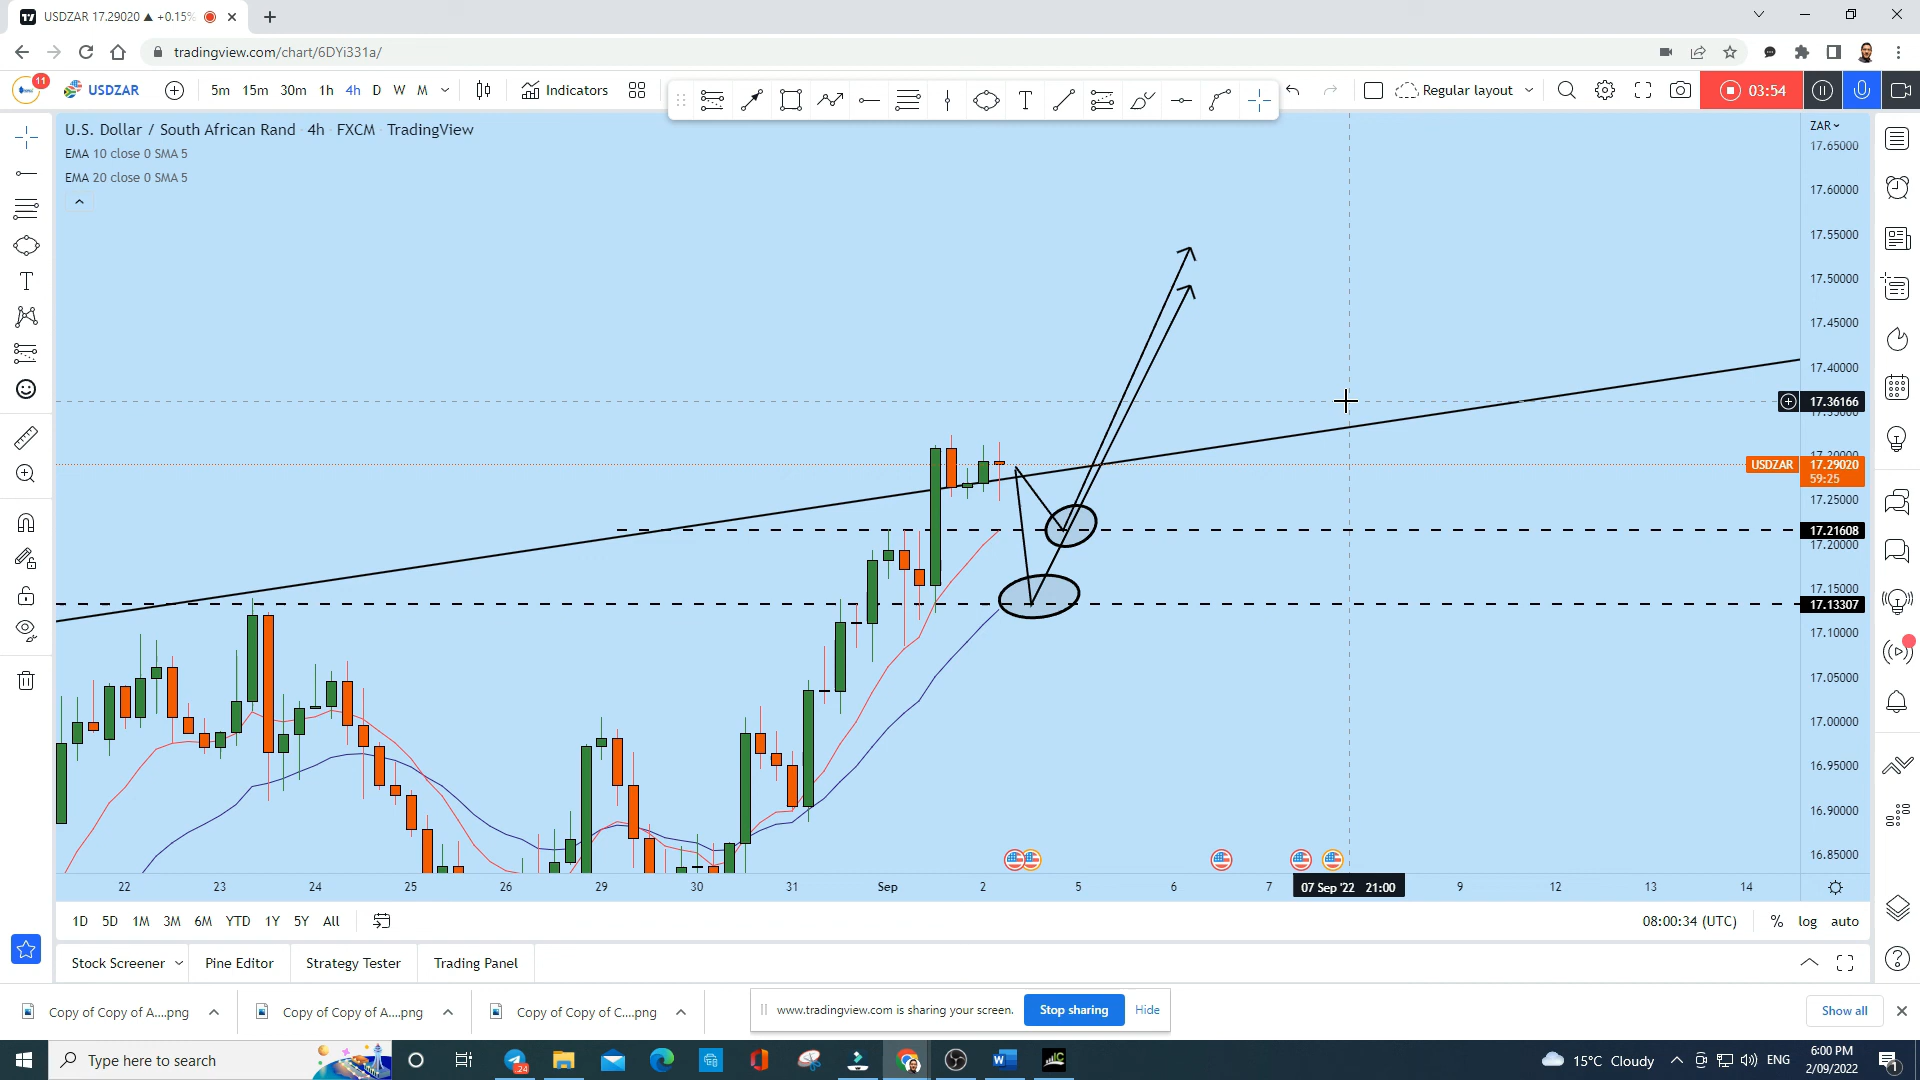 USDZAR 17.29020 ▲ +0.15%
tradingview.com/chart/6DYi331a/
11
USDZAR
5m 15m 30m 1h 4h D W M
Indicators
Regular layout
03:54
U.S. Dollar / South African Rand · 4h · FXCM · TradingView
EMA 10 close 0 SMA 5
EMA 20 close 0 SMA 5
ZAR
17.65000
17.60000
17.55000
17.50000
17.45000
17.40000
17.36166
USDZAR 17.29020
59:25
17.25000
17.21608
17.20000
17.15000
17.13307
17.10000
17.05000
17.00000
16.95000
16.90000
16.85000
22 23 24 25 26 29 30 31 Sep 2 5 6 7 07 Sep '22 21:00 9 12 13 14
1D 5D 1M 3M 6M YTD 1Y 5Y All
08:00:34 (UTC) % log auto
Stock Screener Pine Editor Strategy Tester Trading Panel
Copy of Copy of A....png
Copy of Copy of A....png
Copy of Copy of C....png
www.tradingview.com is sharing your screen. Stop sharing Hide
Show all
Type here to search
24
15°C Cloudy
ENG
6:00 PM
2/09/2022
1